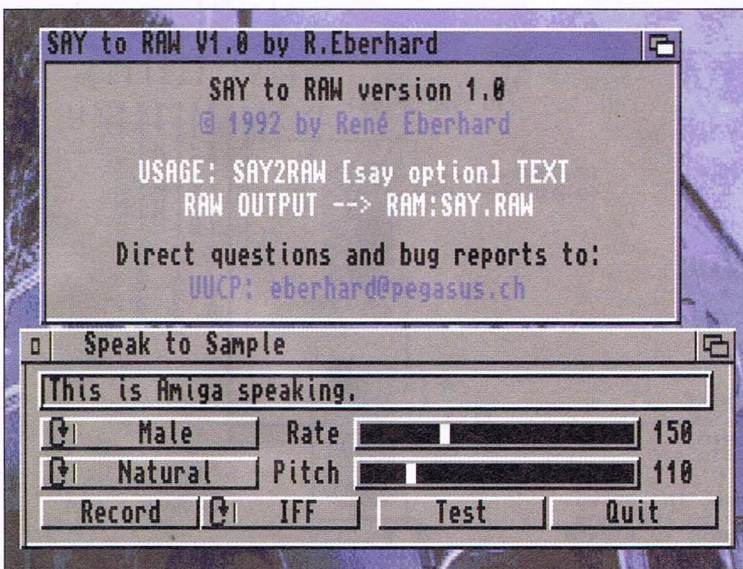 SAY to RAW V1.0 by R.Eberhard
SAY to RAW version 1.0
@ 1992 by René Eberhard
USAGE: SAY2RAW [say option] TEXT
RAW OUTPUT --> RAM:SAY.RAW
Direct questions and bug reports to:
UUCP: eberhard@pegasus.ch
Speak to Sample
This is Amiga speaking.
Male Rate 150
Natural Pitch 110
Record IFF Test Quit